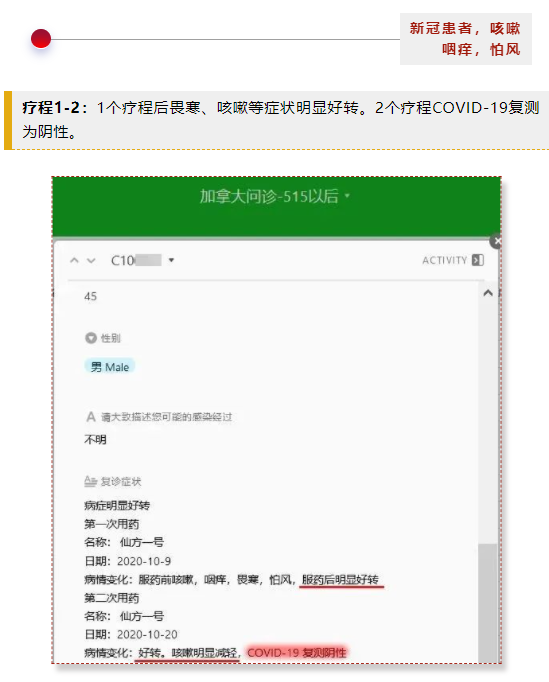 新冠患者，咳嗽
咽痒，怕风
疗程1-2：1个疗程后畏寒、咳嗽等症状明显好转。2个疗程COVID-19复测
为阴性。
加拿大问诊-515以后
C10
ACTIVITY
45
性别
男 Male
请大致描述您可能的感染经过
不明
复诊症状
病症明显好转
第一次用药
名称： 仙方一号
日期：2020-10-9
病情变化：服药前咳嗽，咽痒，畏寒，怕风，服药后明显好转
第二次用药
名称： 仙方一号
日期：2020-10-20
病情变化：好转。咳嗽明显减轻，COVID-19 复测阴性